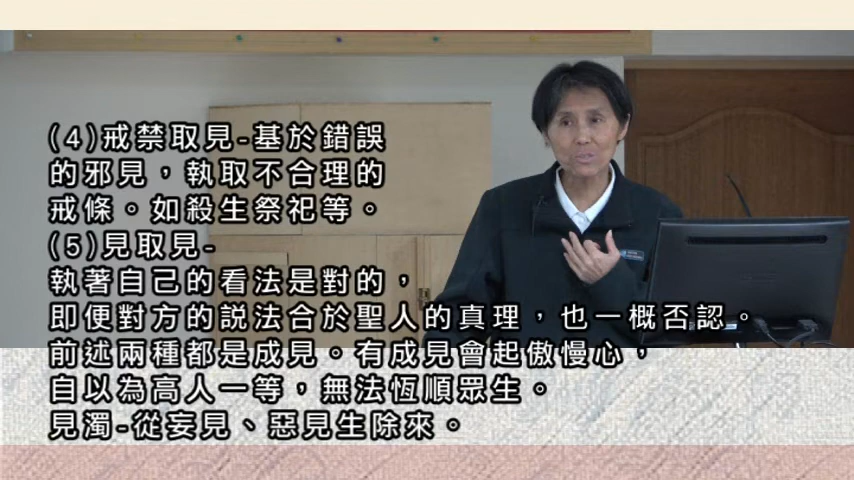 (4)戒禁取見-基於錯誤
的邪見，執取不合理的
戒條。如殺生祭祀等。
(5)見取見-
執著自己的看法是對的，
即便對方的說法合於聖人的真理，也一概否認。
前述兩種都是成見。有成見會起傲慢心，
自以為高人一等，無法恆順眾生。
見濁-從妄見、惡見生除來。